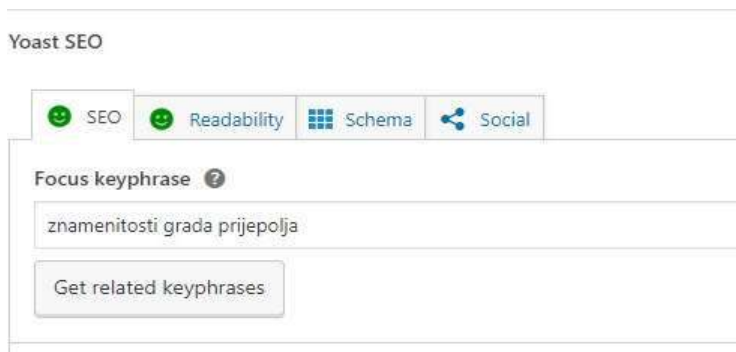 Yoast SEO
SEO Readability Schema Social
Focus keyphrase ?
znamenitosti grada prijepolja
Get related keyphrases